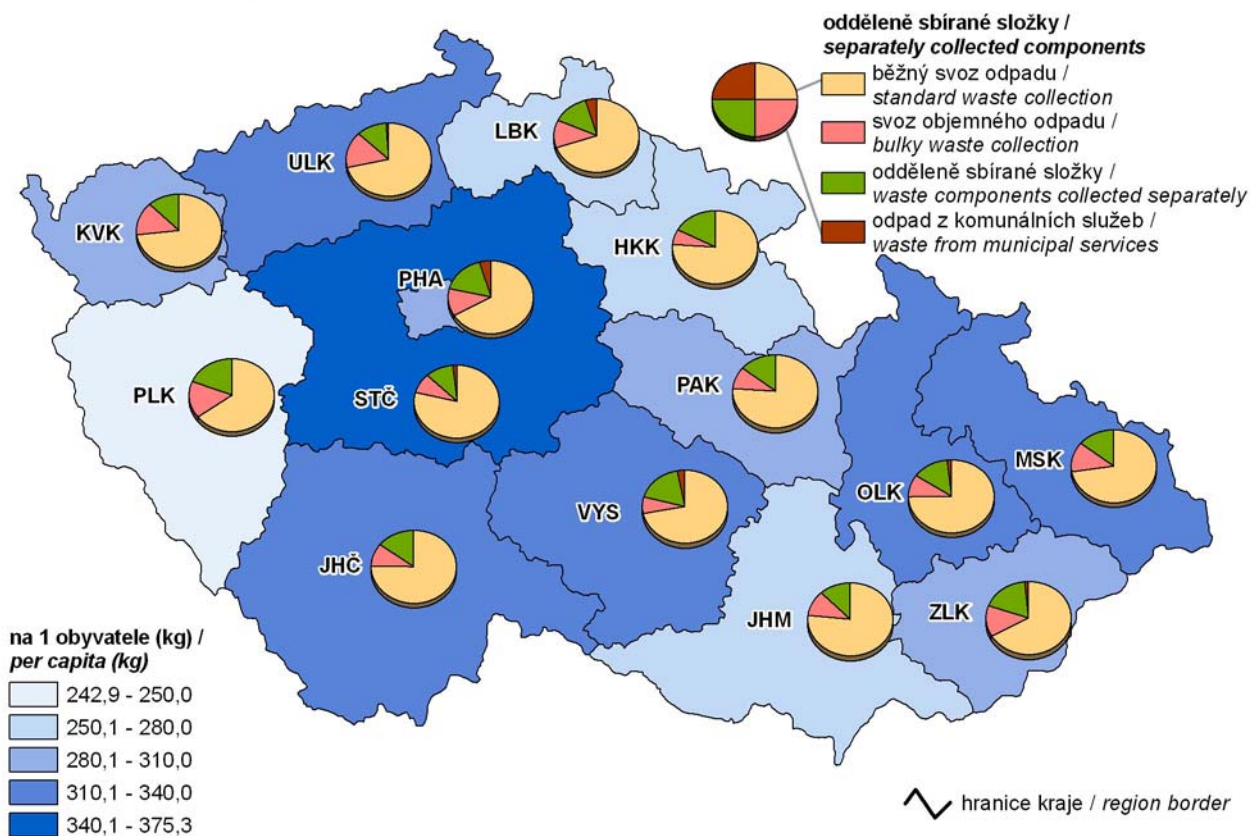 odděleně sbírané složky /
separately collected components
běžný svoz odpadu /
standard waste collection
svoz objemného odpadu /
bulky waste collection
odděleně sbírané složky /
waste components collected separately
odpad z komunálních služeb /
waste from municipal services
LBK
ULK
KVK
HKK
PHA
PLK
STČ
PAK
MSK
OLK
VYS
JHČ
JHM
ZLK
na 1 obyvatele (kg) /
per capita (kg)
242,9 - 250,0
250,1 - 280,0
280,1 - 310,0
310,1 - 340,0
340,1 - 375,3
hranice kraje / region border